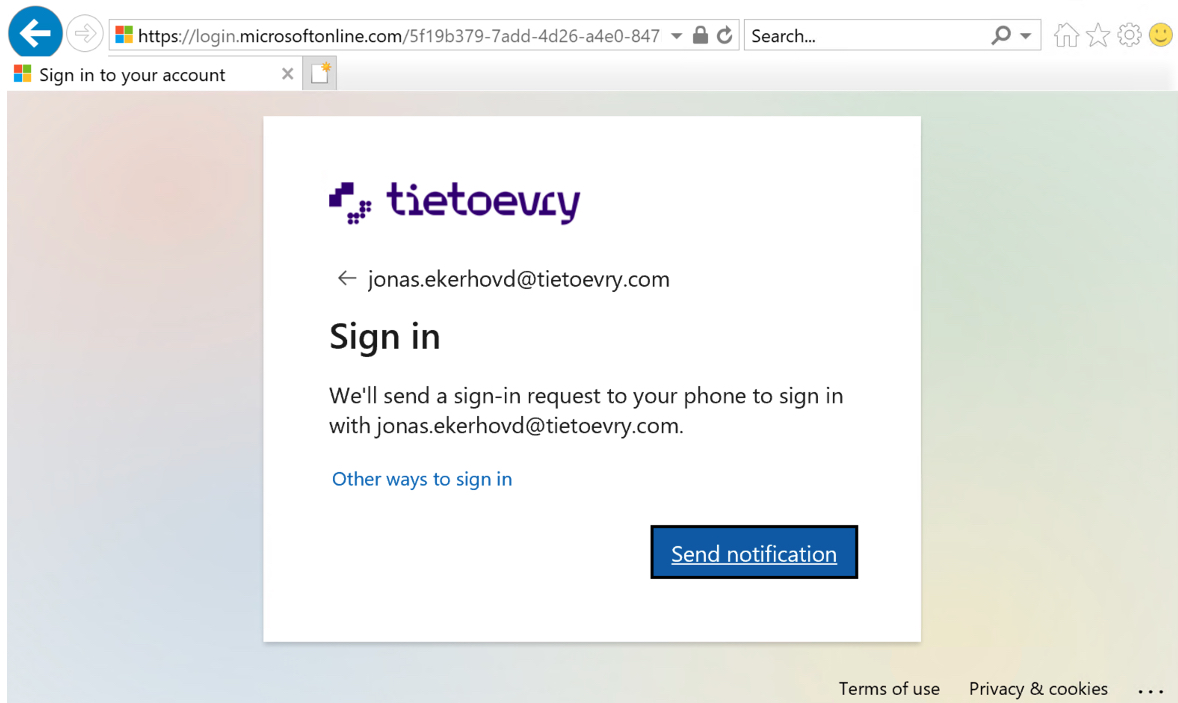 https://login.microsoftonline.com/5f19b379-7add-4d26-a4e0-847
Search...
Sign in to your account
tietoevry
jonas.ekerhovd@tietoevry.com
Sign in
We'll send a sign-in request to your phone to sign in
with jonas.ekerhovd@tietoevry.com.
Other ways to sign in
Send notification
Terms of use Privacy & cookies ...